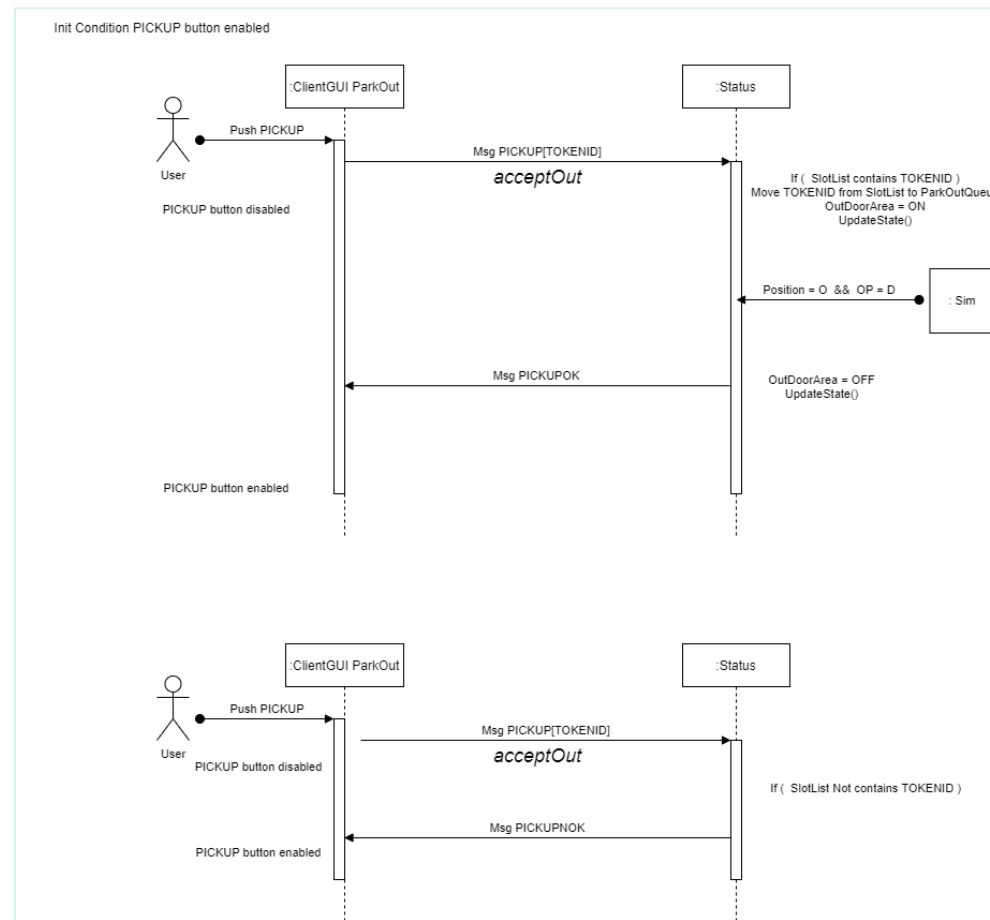 Init Condition PICKUP button enabled
:ClientGUI ParkOut
:Status
Push PICKUP
User
Msg PICKUP[TOKENID]
acceptOut
PICKUP button disabled
If ( SlotList contains TOKENID )
Move TOKENID from SlotList to ParkOutQueu
OutDoorArea = ON
UpdateState()
Position = O && OP = D
: Sim
Msg PICKUPOK
OutDoorArea = OFF
UpdateState()
PICKUP button enabled
:ClientGUI ParkOut
:Status
Push PICKUP
User
Msg PICKUP[TOKENID]
acceptOut
PICKUP button disabled
If ( SlotList Not contains TOKENID )
Msg PICKUPNOK
PICKUP button enabled